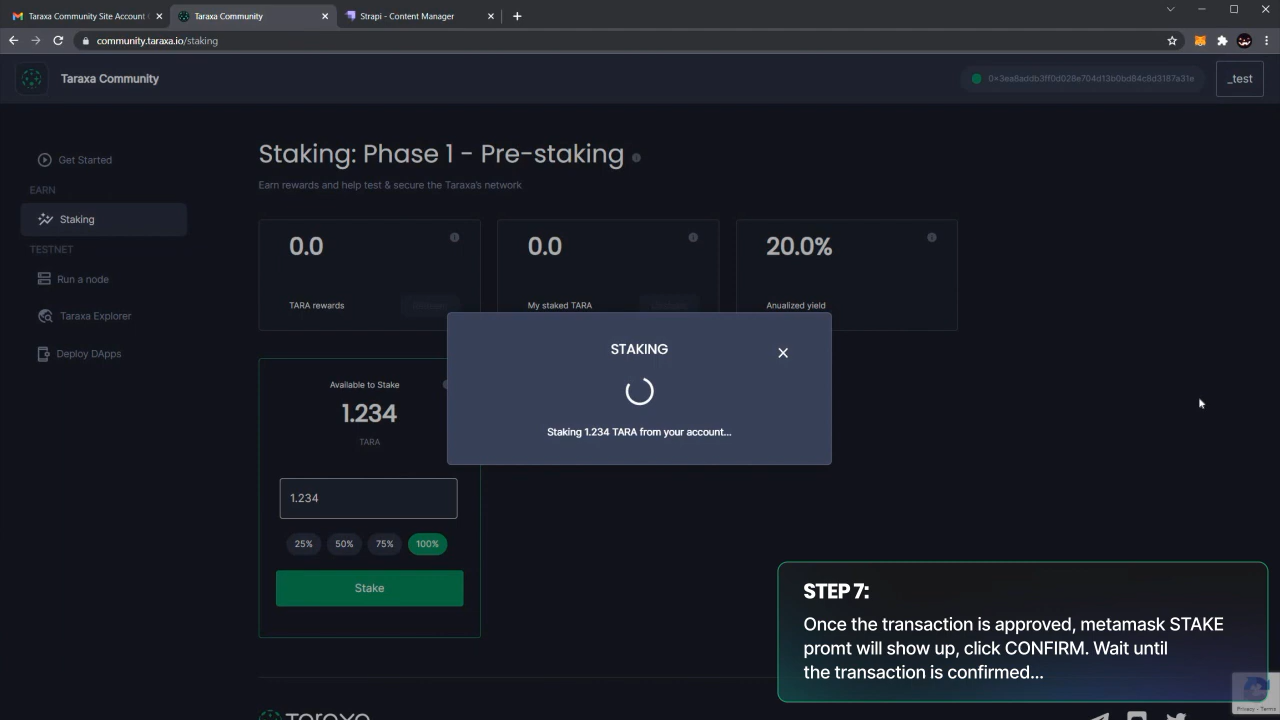 Taraxa Community Site Account
Taraxa Community
Strapi - Content Manager
community.taraxa.io/staking
Taraxa Community
_test
Get Started
EARN
Staking
TESTNET
Run a node
Taraxa Explorer
Deploy DApps
Staking: Phase 1 - Pre-staking
Earn rewards and help test & secure the Taraxa's network
0.0
TARA rewards
0.0
My staked TARA
20.0%
Anualized yield
Available to Stake
1.234
TARA
1.234
25%
50%
75%
100%
Stake
STAKING
Staking 1.234 TARA from your account...
STEP 7:
Once the transaction is approved, metamask STAKE
promt will show up, click CONFIRM. Wait until
the transaction is confirmed...
Taraxa
Privacy - Terms